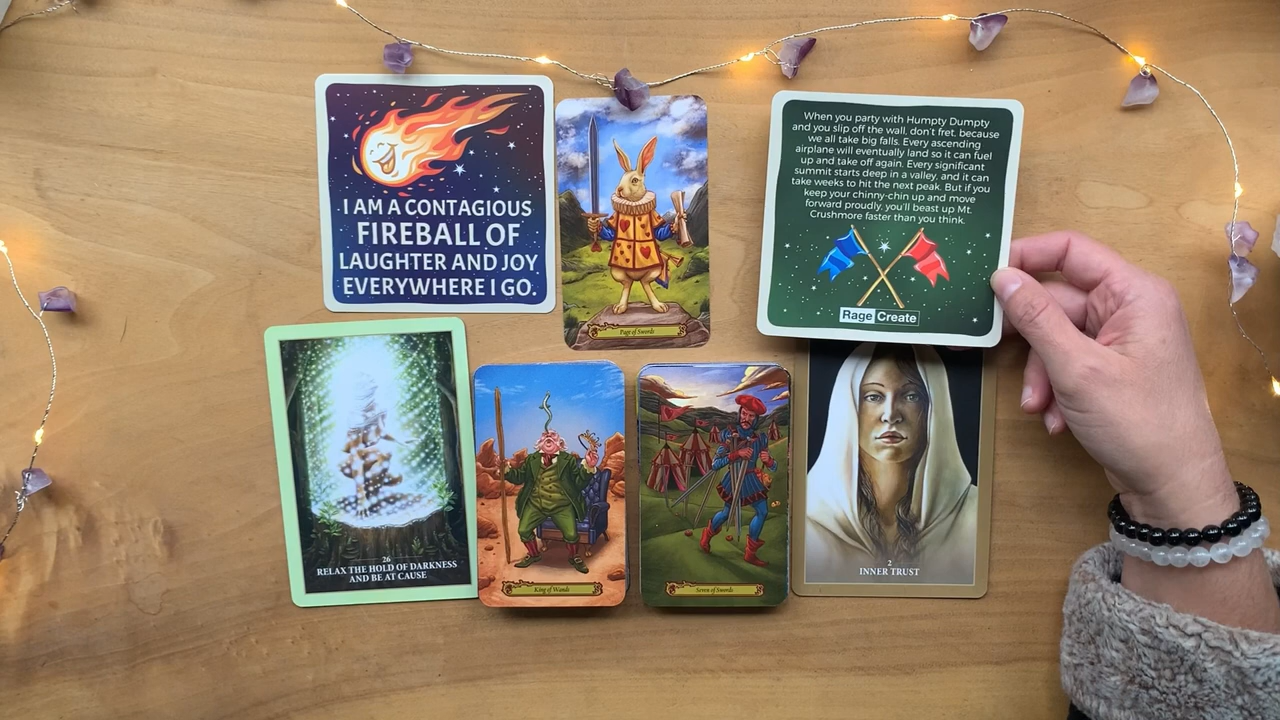 I AM A CONTAGIOUS
FIREBALL OF
LAUGHTER AND JOY
EVERYWHERE I GO.
Page of Swords
When you party with Humpty Dumpty
and you slip off the wall, don't fret, because
we all take big falls. Every ascending
airplane will eventually land so it can fuel
up and take off again. Every significant
summit starts deep in a valley, and it can
take weeks to hit the next peak. But if you
keep your chinny-chin up and move
forward proudly, you'll beast up Mt.
Crushmore faster than you think.
Rage Create
26
RELAX THE HOLD OF DARKNESS
AND BE AT CAUSE
King of Wands
Seven of Swords
2
INNER TRUST